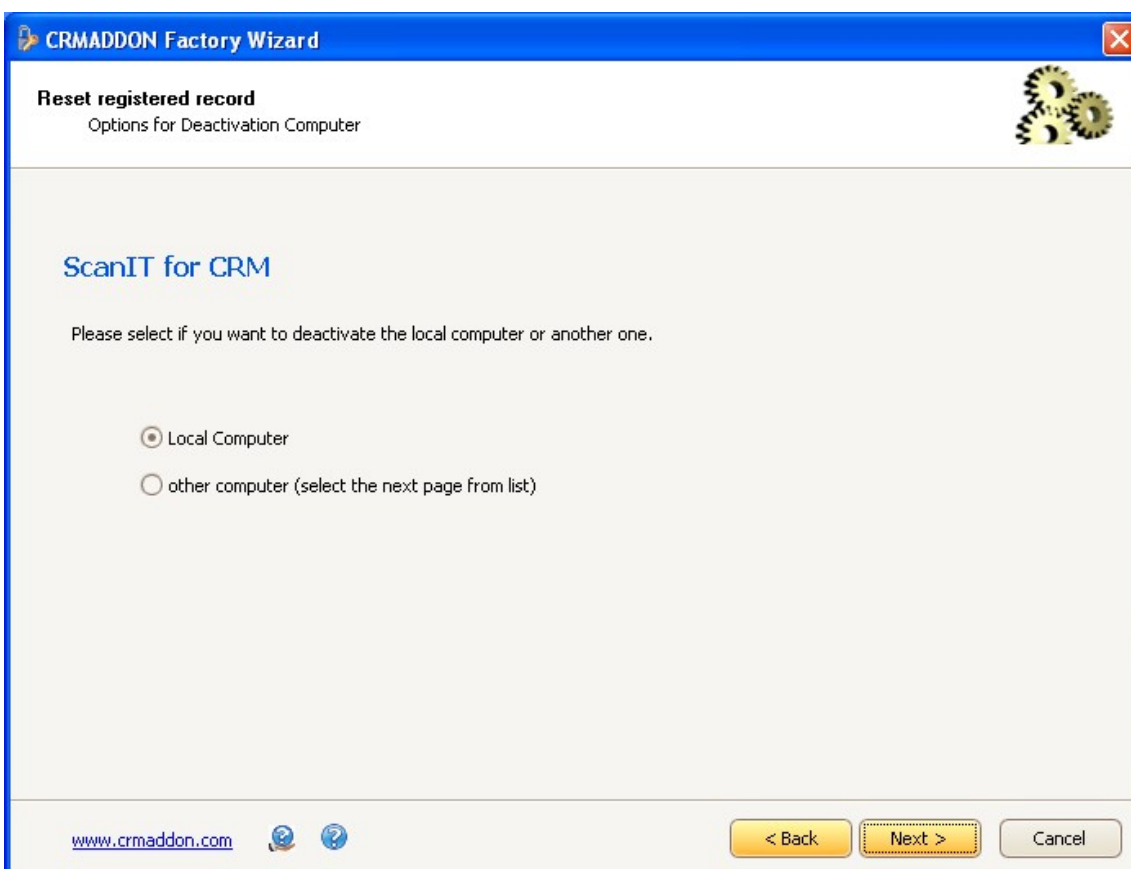 CRMADDON Factory Wizard
Reset registered record
Options for Deactivation Computer
ScanIT for CRM
Please select if you want to deactivate the local computer or another one.
Local Computer
other computer (select the next page from list)
www.crmaddon.com < Back Next > Cancel